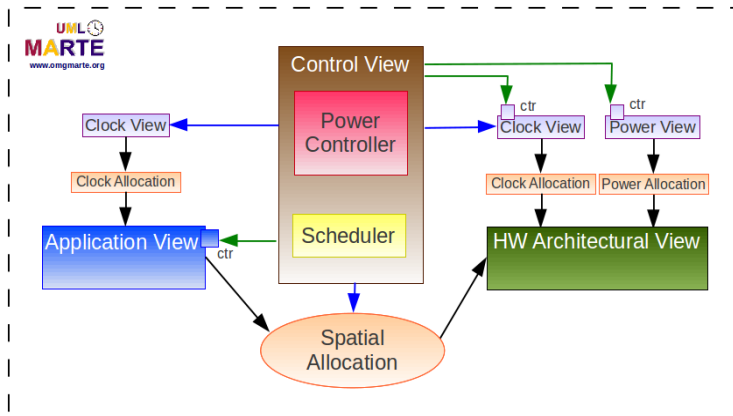 UML
MARTE
www.omgmarte.org
Control View
Power
Controller
Scheduler
Clock View
Clock Allocation
Application View
ctr
ctr
Clock View
ctr
Power View
Clock Allocation
Power Allocation
HW Architectural View
Spatial
Allocation